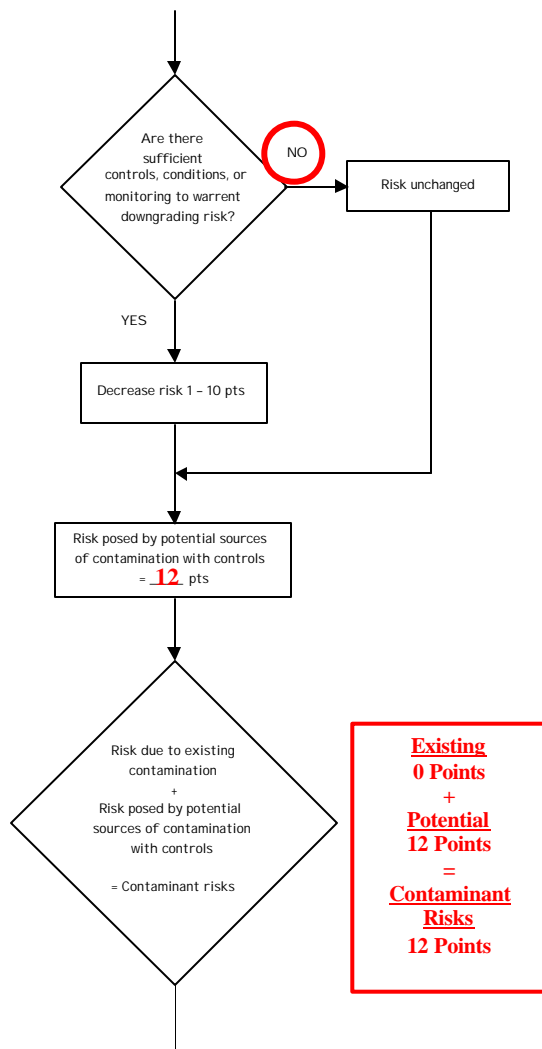 Are there
sufficient
controls, conditions, or
monitoring to warrent
downgrading risk?
NO
Risk unchanged
YES
Decrease risk 1 – 10 pts
Risk posed by potential sources
of contamination with controls
= 12 pts
Risk due to existing
contamination
+
Risk posed by potential
sources of contamination
with controls
= Contaminant risks
Existing
0 Points
+
Potential
12 Points
=
Contaminant
Risks
12 Points